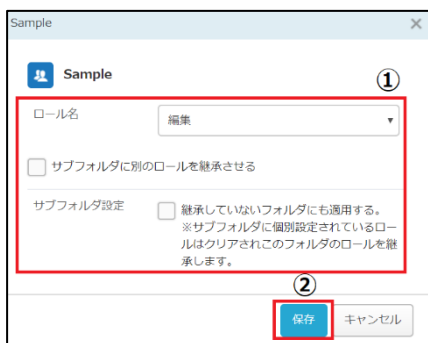 Sample
×
Sample
①
ロール名
編集
サブフォルダに別のロールを継承させる
サブフォルダ設定
継承していないフォルダにも適用する。
※サブフォルダに個別設定されているロー
ルはクリアされこのフォルダのロールを継
承します。
②
保存
キャンセル